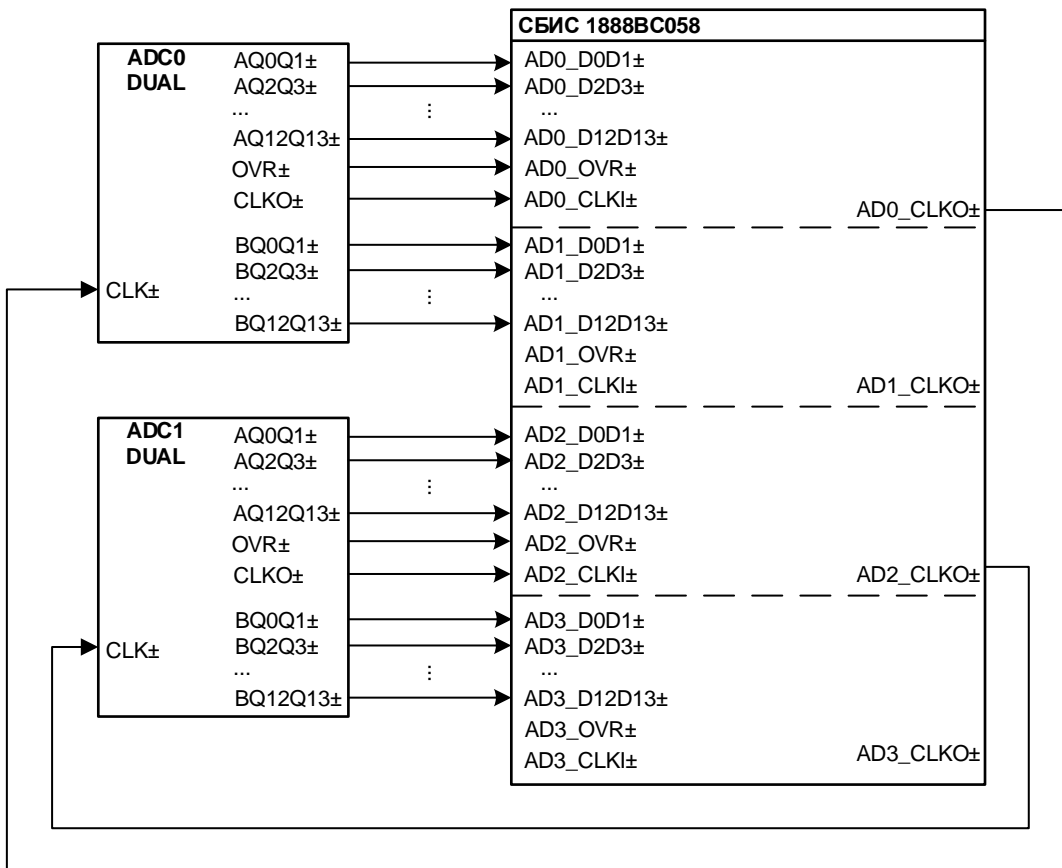 СБИС 1888ВС058
ADC0
DUAL
AQ0Q1±
AQ2Q3±
...
AQ12Q13±
OVR±
CLKO±
BQ0Q1±
BQ2Q3±
...
BQ12Q13±
CLK±
AD0_D0D1±
AD0_D2D3±
...
AD0_D12D13±
AD0_OVR±
AD0_CLKI±
AD0_CLKO±
AD1_D0D1±
AD1_D2D3±
...
AD1_D12D13±
AD1_OVR±
AD1_CLKI±
AD1_CLKO±
ADC1
DUAL
AQ0Q1±
AQ2Q3±
...
AQ12Q13±
OVR±
CLKO±
BQ0Q1±
BQ2Q3±
...
BQ12Q13±
CLK±
AD2_D0D1±
AD2_D2D3±
...
AD2_D12D13±
AD2_OVR±
AD2_CLKI±
AD2_CLKO±
AD3_D0D1±
AD3_D2D3±
...
AD3_D12D13±
AD3_OVR±
AD3_CLKI±
AD3_CLKO±